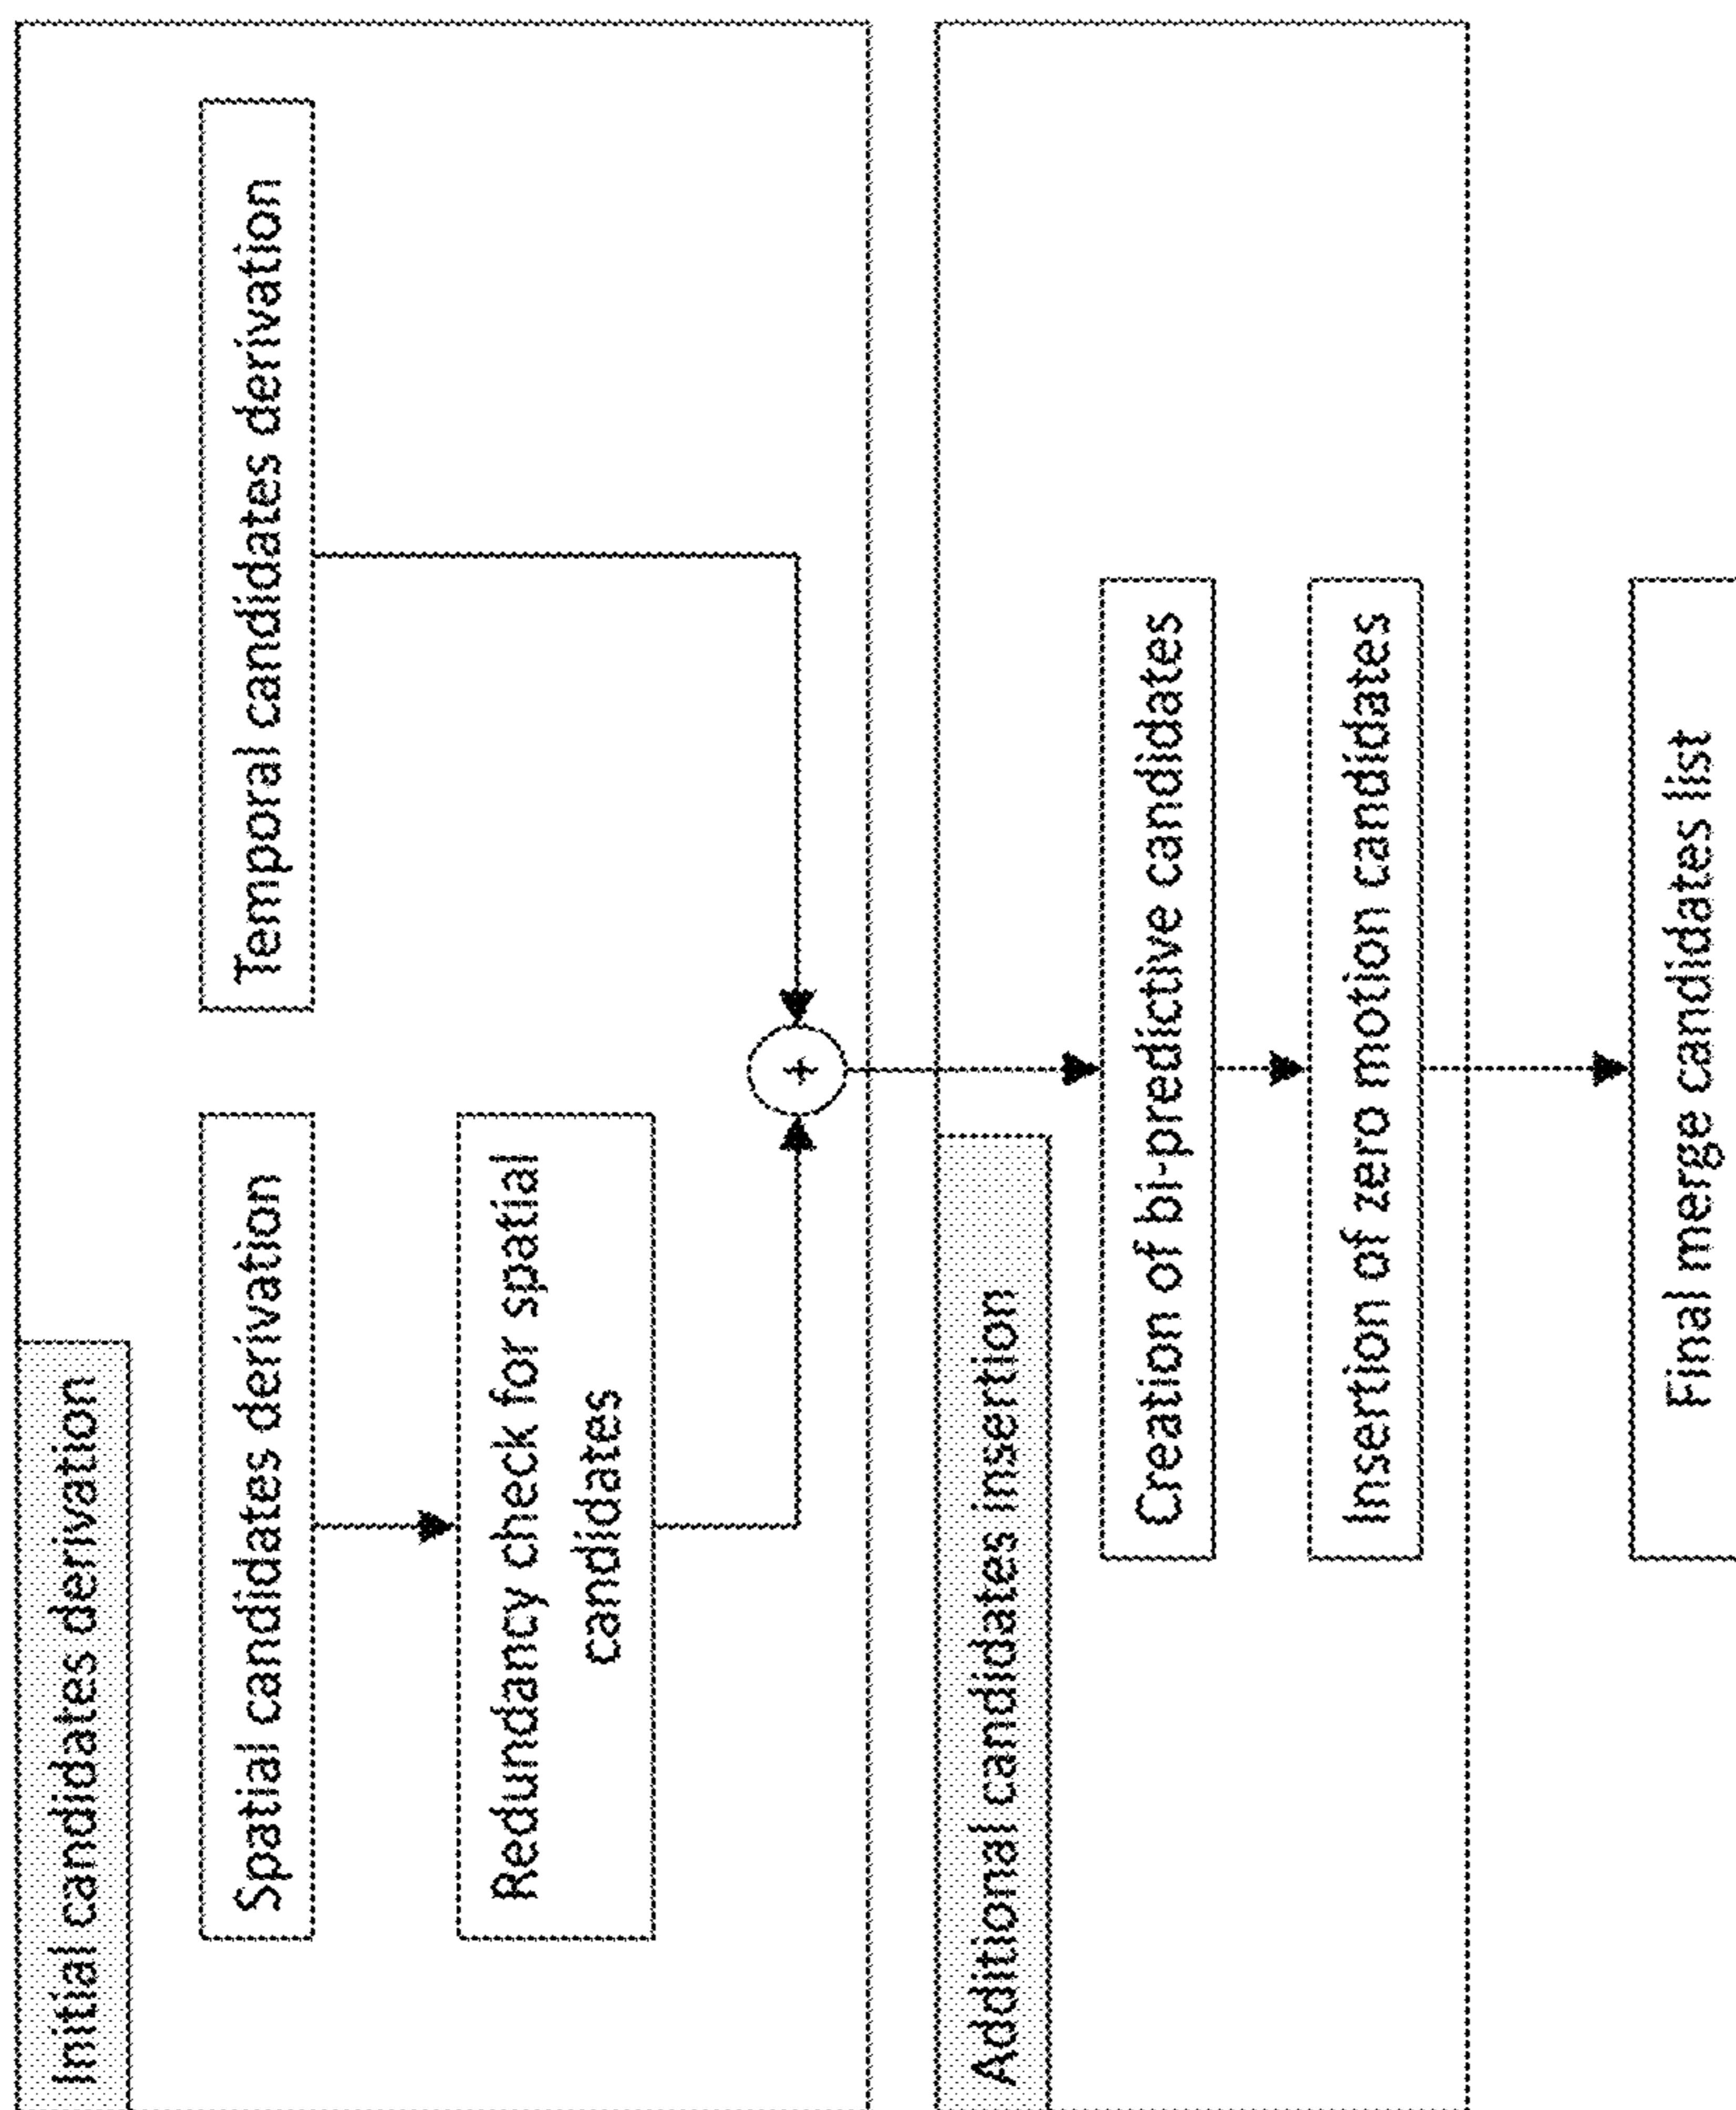 Initial candidates derivation
Spatial candidates derivation
Temporal candidates derivation
Redundancy check for spatial
candidates
+
Additional candidates insertion
Creation of bi-predictive candidates
Insertion of zero motion candidates
Final merge candidates list